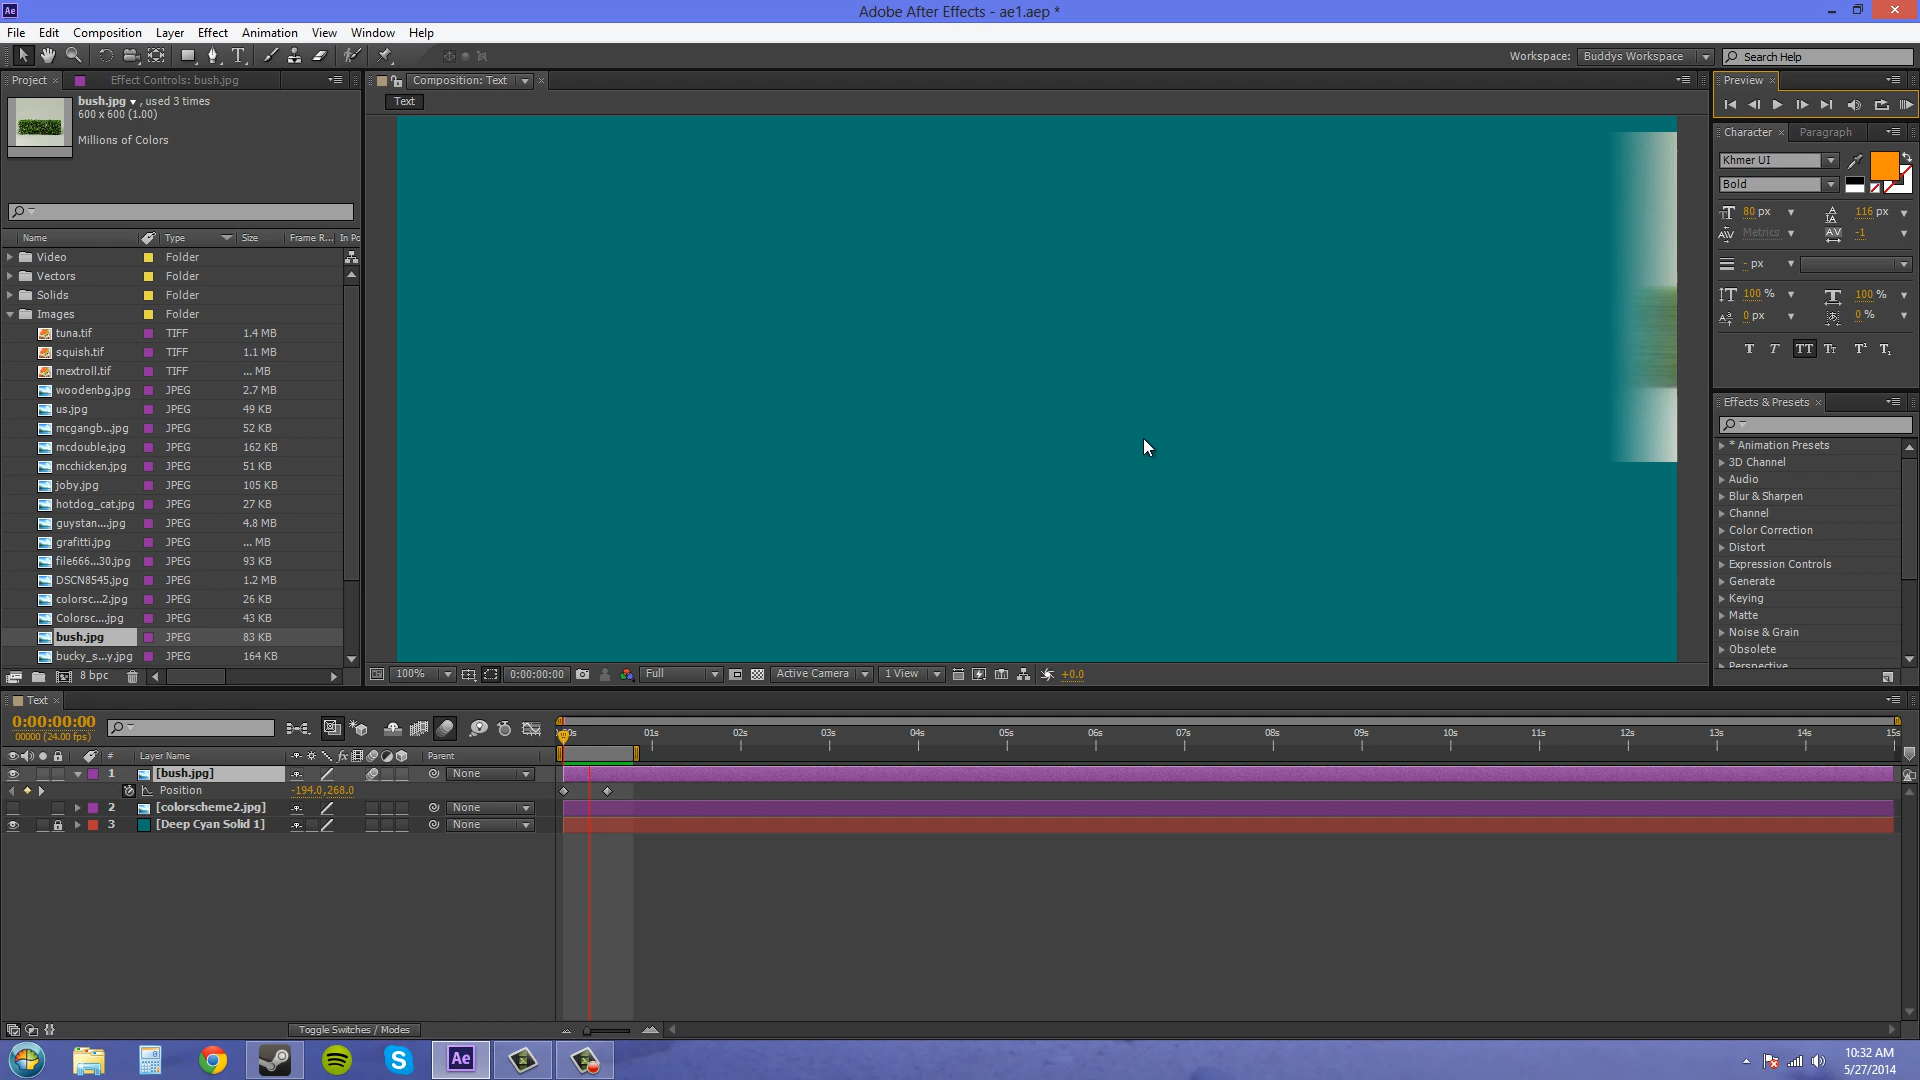 Ae
Adobe After Effects - ae1.aep *
File Edit Composition Layer Effect Animation View Window Help
Workspace: Buddys Workspace Search Help
Project Effect Controls: bush.jpg
Composition: Text
Preview
bush.jpg , used 3 times
600 x 600 (1.00)
Millions of Colors
Text
Character Paragraph
Khmer UI
Bold
80 px 116 px
Metrics -1
- px
100 % 100 %
0 px 0 %
T T TT Tt T¹ T₁
Name Type Size Frame R... In Po
Video Folder
Vectors Folder
Solids Folder
Images Folder
tuna.tif TIFF 1.4 MB
squish.tif TIFF 1.1 MB
mextroll.tif TIFF ... MB
woodenbg.jpg JPEG 2.7 MB
us.jpg JPEG 49 KB
mcgangb...jpg JPEG 52 KB
mcdouble.jpg JPEG 162 KB
mcchicken.jpg JPEG 51 KB
joby.jpg JPEG 105 KB
hotdog_cat.jpg JPEG 27 KB
guystan....jpg JPEG 4.8 MB
grafitti.jpg JPEG ... MB
file666...30.jpg JPEG 93 KB
DSCN8545.jpg JPEG 1.2 MB
colorsc...2.jpg JPEG 26 KB
Colorsc....jpg JPEG 43 KB
bush.jpg JPEG 83 KB
bucky_s...y.jpg JPEG 164 KB
8 bpc
Effects & Presets
* Animation Presets
3D Channel
Audio
Blur & Sharpen
Channel
Color Correction
Distort
Expression Controls
Generate
Keying
Matte
Noise & Grain
Obsolete
Perspective
100% 0:00:00:00 Full Active Camera 1 View +0.0
Text
0:00:00:00
00000 (24.00 fps)
01s 02s 03s 04s 05s 06s 07s 08s 09s 10s 11s 12s 13s 14s 15s
# Layer Name fx Parent
1 [bush.jpg] None
Position -194.0,268.0
2 [colorscheme2.jpg] None
3 [Deep Cyan Solid 1] None
Toggle Switches / Modes
Ae
10:32 AM
5/27/2014